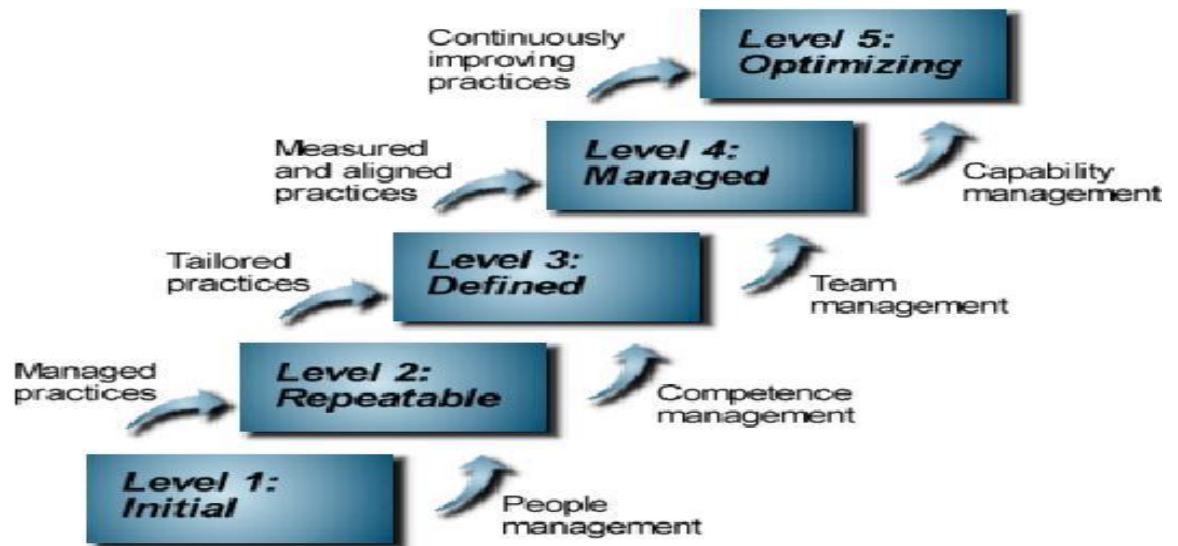 Continuously
improving
practices
Level 5:
Optimizing
Measured
and aligned
practices
Level 4:
Managed
Capability
management
Tailored
practices
Level 3:
Defined
Team
management
Managed
practices
Level 2:
Repeatable
Competence
management
Level 1:
Initial
People
management